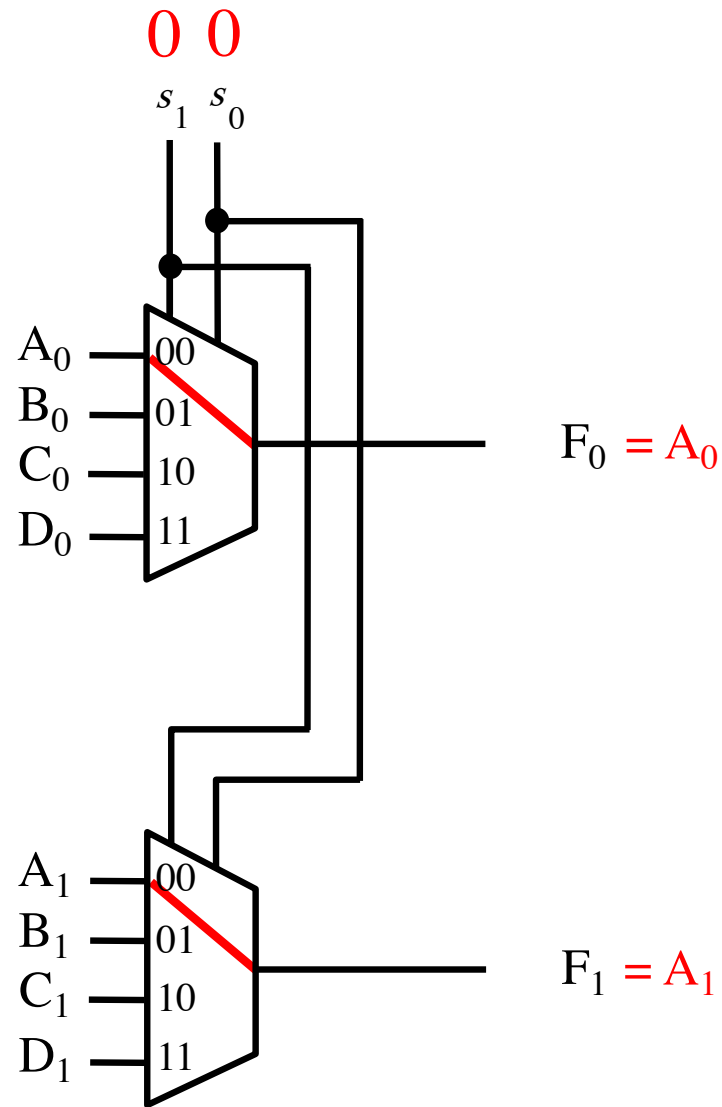 0 0
s₁ s₀
A₀ 00
B₀ 01
C₀ 10
D₀ 11
F₀ = A₀
A₁ 00
B₁ 01
C₁ 10
D₁ 11
F₁ = A₁